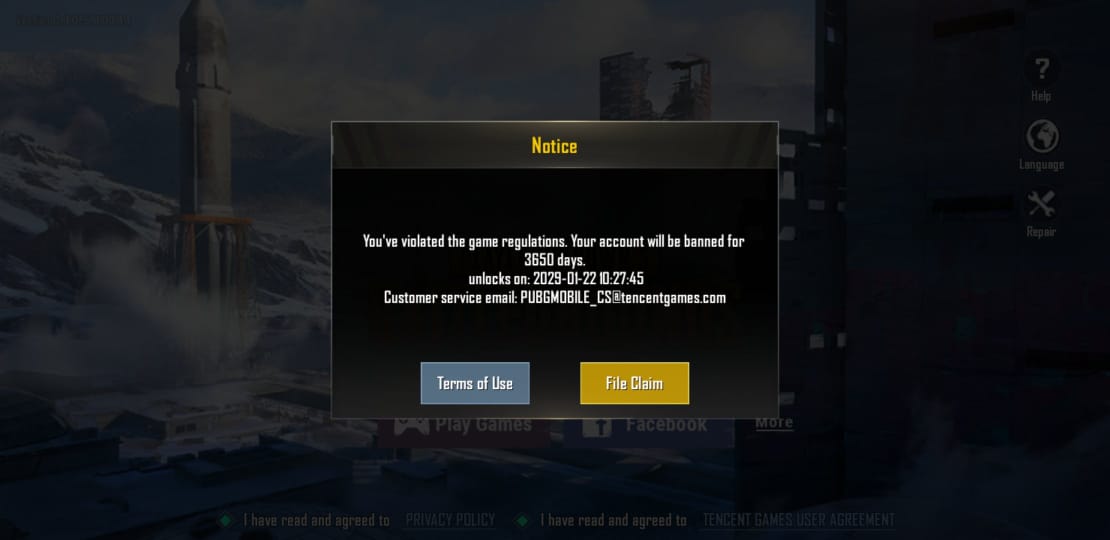 Notice
You've violated the game regulations. Your account will be banned for
3650 days.
unlocks on: 2029-01-22 10:27:45
Customer service email: PUBGMOBILE_CS@tencentgames.com
Terms of Use
File Claim
Help
Language
Repair
Play Games
Facebook
More
I have read and agreed to PRIVACY POLICY
I have read and agreed to TENCENT GAMES USER AGREEMENT